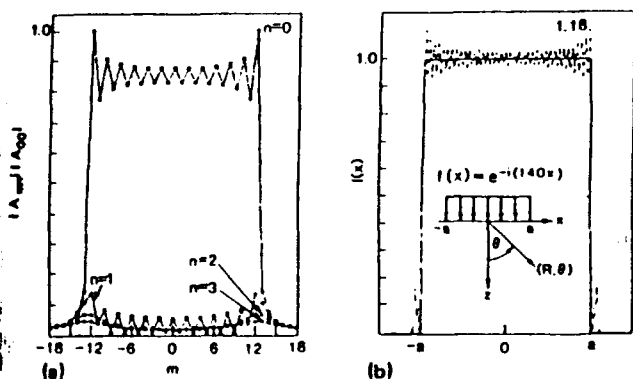 1.0
n=0
|A_mn|/|A_00|
n=1
n=2
n=3
-18 -12 -6 0 6 12 18
m
(a)
1.18
1.0
I(x)
f(x)=e^-i(140x)
-a a x
θ
(R,θ)
z
-a 0 a
(b)